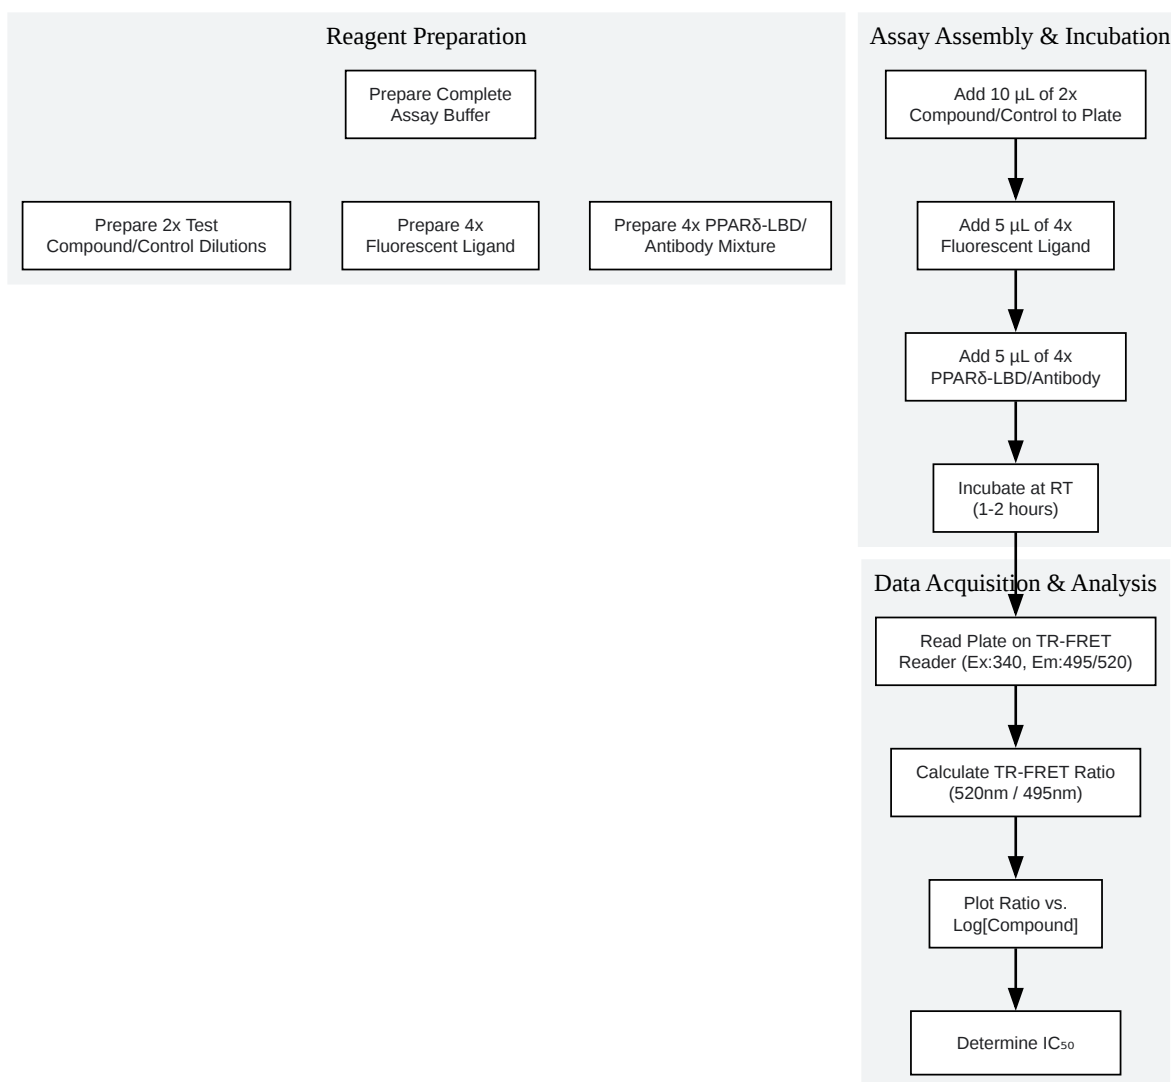 Reagent Preparation
Prepare Complete
Assay Buffer
Prepare 2x Test
Compound/Control Dilutions
Prepare 4x
Fluorescent Ligand
Prepare 4x PPARδ-LBD/
Antibody Mixture
Assay Assembly & Incubation
Add 10 µL of 2x
Compound/Control to Plate
Add 5 µL of 4x
Fluorescent Ligand
Add 5 µL of 4x
PPARδ-LBD/Antibody
Incubate at RT
(1-2 hours)
Data Acquisition & Analysis
Read Plate on TR-FRET
Reader (Ex:340, Em:495/520)
Calculate TR-FRET Ratio
(520nm / 495nm)
Plot Ratio vs.
Log[Compound]
Determine IC₅₀